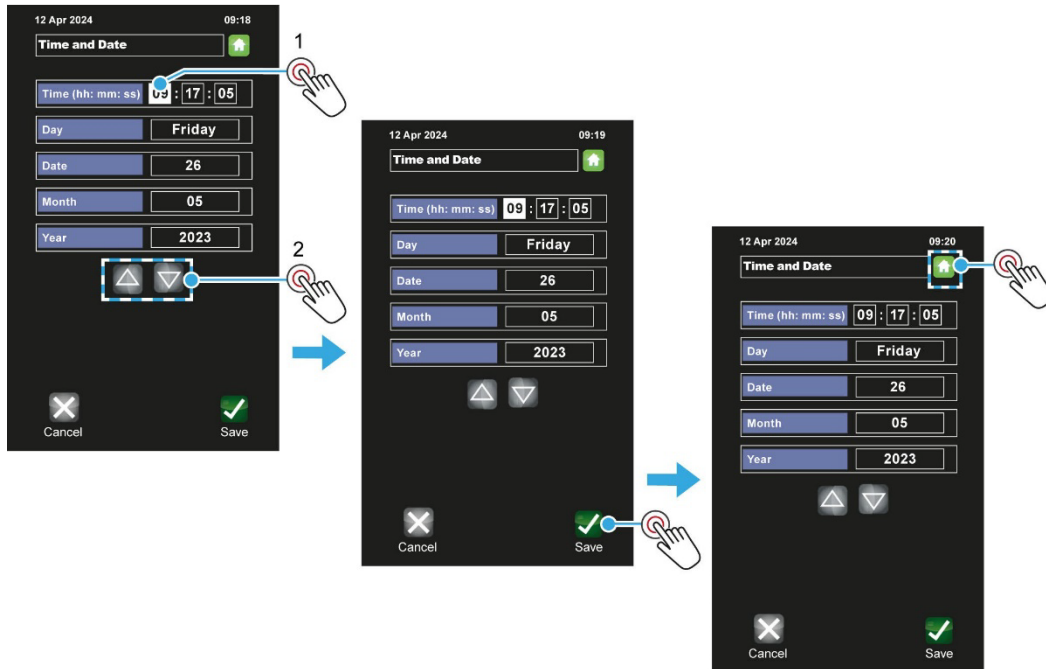 12 Apr 2024 09:18
Time and Date
1
Time (hh: mm: ss) 09 : 17 : 05
Day Friday
Date 26
Month 05
Year 2023
2
Cancel Save
12 Apr 2024 09:19
Time and Date
Time (hh: mm: ss) 09 : 17 : 05
Day Friday
Date 26
Month 05
Year 2023
Cancel Save
12 Apr 2024 09:20
Time and Date
Time (hh: mm: ss) 09 : 17 : 05
Day Friday
Date 26
Month 05
Year 2023
Cancel Save